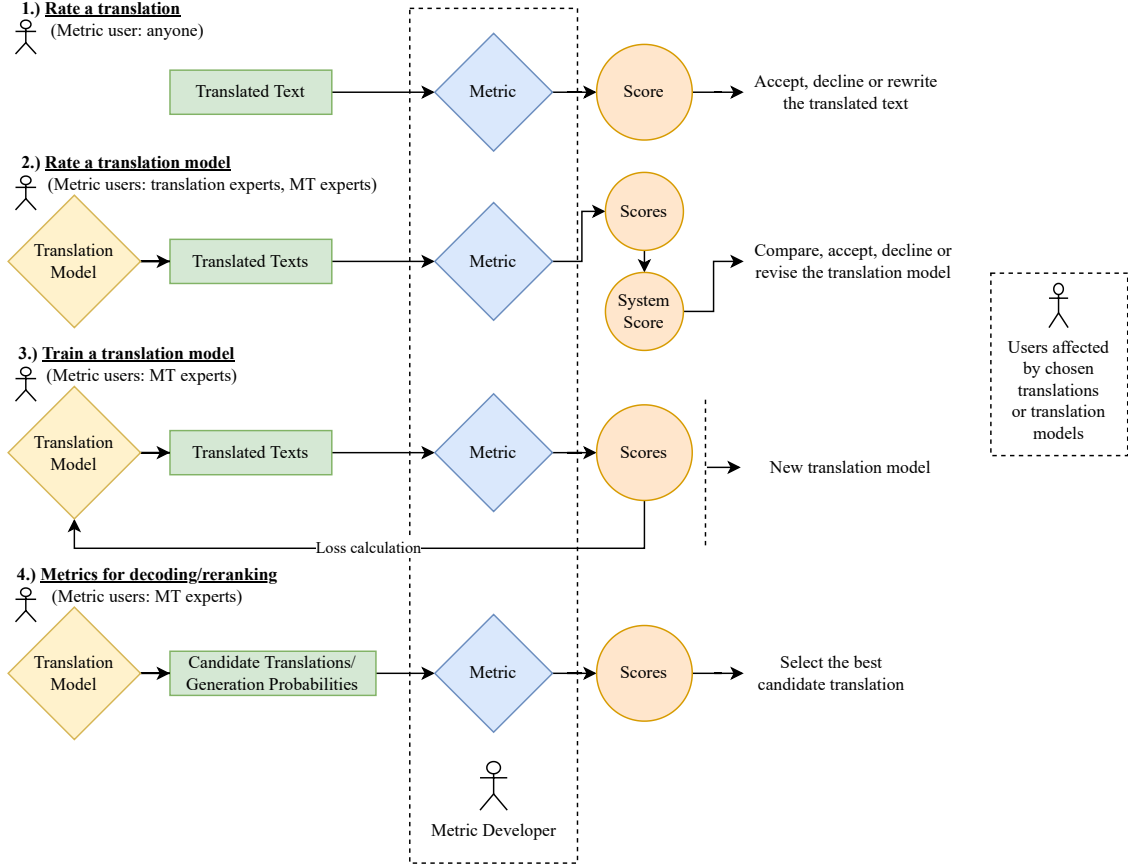 1.) Rate a translation
(Metric user: anyone)
Translated Text
Metric
Score
Accept, decline or rewrite
the translated text
2.) Rate a translation model
(Metric users: translation experts, MT experts)
Translation
Model
Translated Texts
Metric
Scores
System
Score
Compare, accept, decline or
revise the translation model
Users affected
by chosen
translations
or translation
models
3.) Train a translation model
(Metric users: MT experts)
Translation
Model
Translated Texts
Metric
Scores
New translation model
Loss calculation
4.) Metrics for decoding/reranking
(Metric users: MT experts)
Translation
Model
Candidate Translations/
Generation Probabilities
Metric
Scores
Select the best
candidate translation
Metric Developer